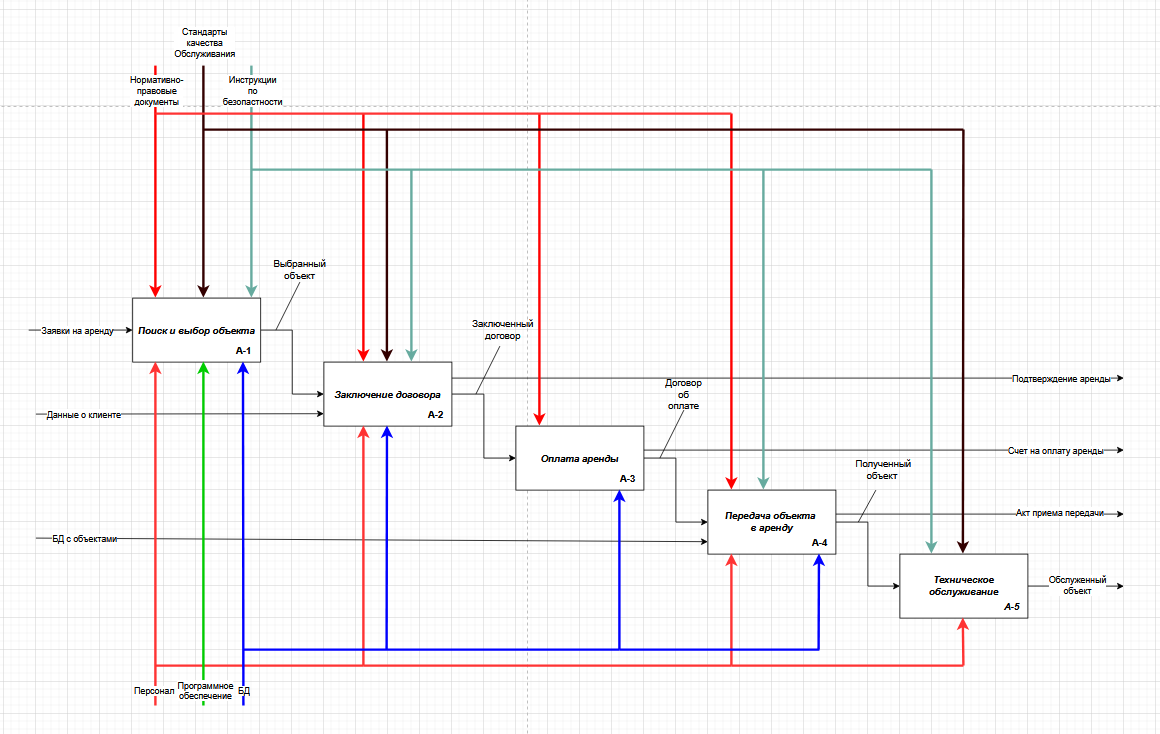 Стандарты
качества
Обслуживания
Нормативно-
правовые
документы
Инструкции
по
безопастности
Выбранный
объект
Заявки на аренду
Поиск и выбор объекта
А-1
Заключенный
договор
Подтверждение аренды
Данные о клиенте
Заключение договора
А-2
Договор
об
оплате
Счет на оплату аренды
Оплата аренды
А-3
Полученный
объект
Акт приема передачи
БД с объектами
Передача объекта
в аренду
А-4
Техническое
обслуживание
А-5
Обслуженный
объект
Персонал
Программное
обеспечение
БД